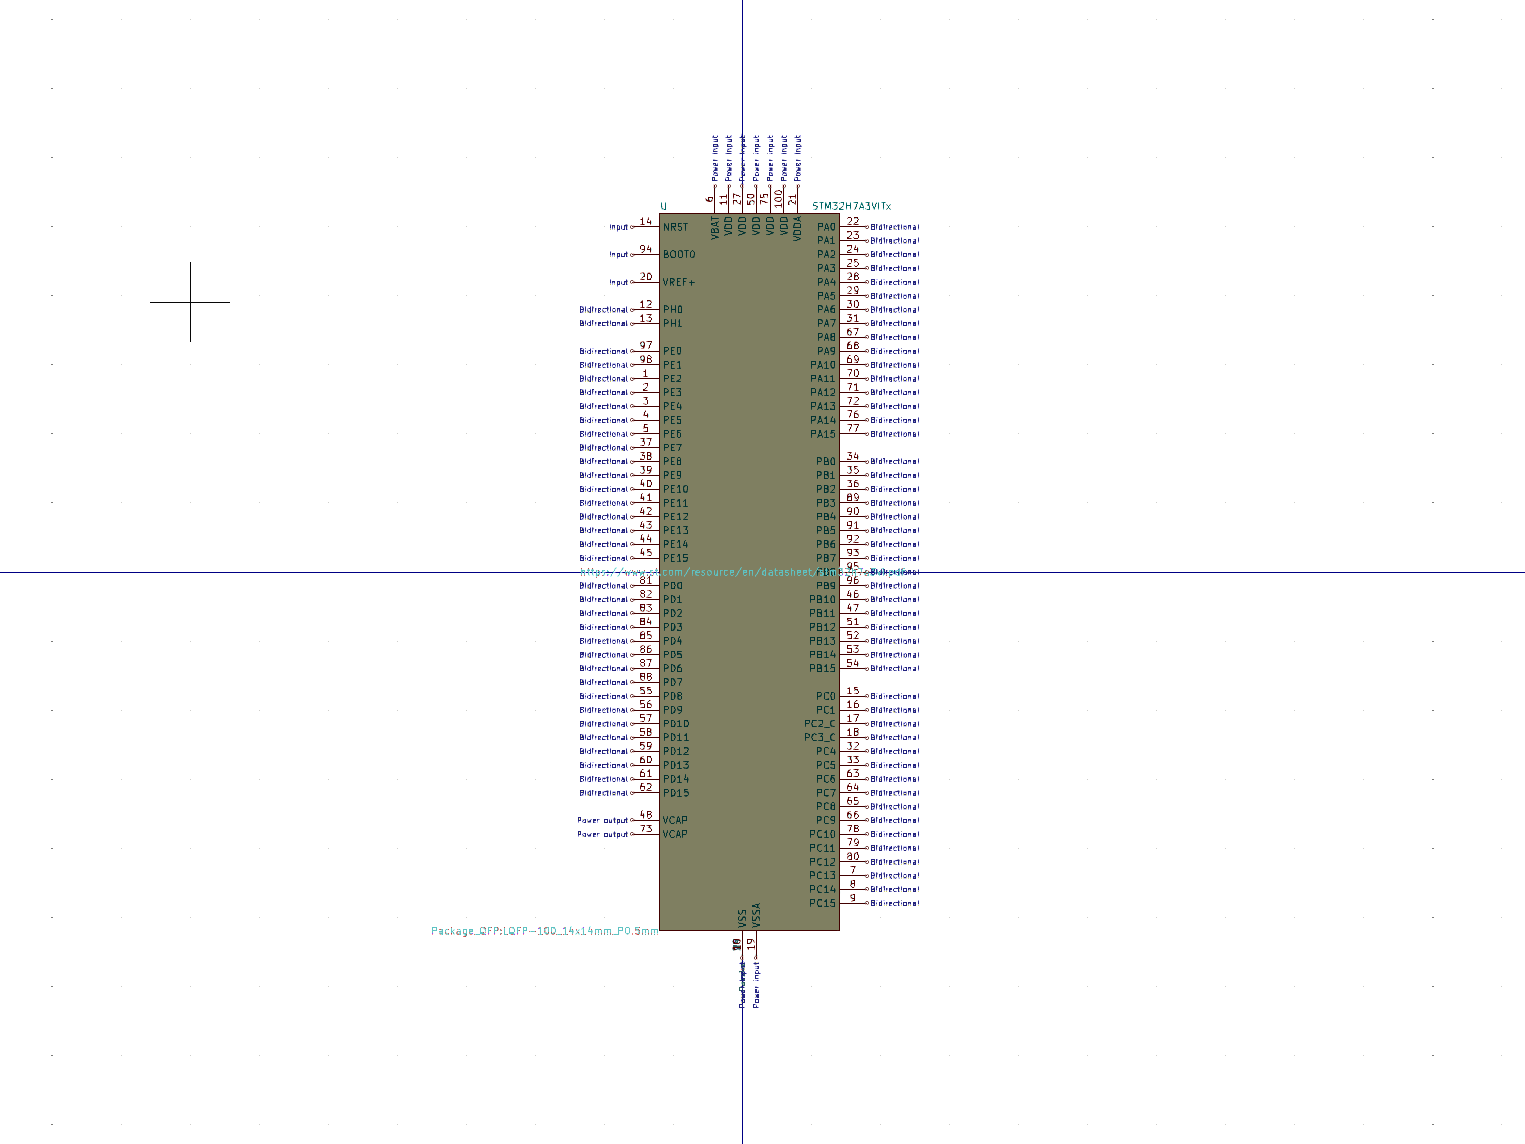 Power input Power input Power input Power input Power input Power input Power input
6 11 27 50 75 100 21
U STM32H7A3VITx
VBAT VDD VDD VDD VDD VDD VDDA
Input 14 NRST PA0 22 Bidirectional
PA1 23 Bidirectional
Input 94 BOOT0 PA2 24 Bidirectional
PA3 25 Bidirectional
Input 20 VREF+ PA4 28 Bidirectional
PA5 29 Bidirectional
Bidirectional 12 PH0 PA6 30 Bidirectional
Bidirectional 13 PH1 PA7 31 Bidirectional
PA8 67 Bidirectional
Bidirectional 97 PE0 PA9 68 Bidirectional
Bidirectional 98 PE1 PA10 69 Bidirectional
Bidirectional 1 PE2 PA11 70 Bidirectional
Bidirectional 2 PE3 PA12 71 Bidirectional
Bidirectional 3 PE4 PA13 72 Bidirectional
Bidirectional 4 PE5 PA14 76 Bidirectional
Bidirectional 5 PE6 PA15 77 Bidirectional
Bidirectional 37 PE7
Bidirectional 38 PE8 PB0 34 Bidirectional
Bidirectional 39 PE9 PB1 35 Bidirectional
Bidirectional 40 PE10 PB2 36 Bidirectional
Bidirectional 41 PE11 PB3 89 Bidirectional
Bidirectional 42 PE12 PB4 90 Bidirectional
Bidirectional 43 PE13 PB5 91 Bidirectional
Bidirectional 44 PE14 PB6 92 Bidirectional
Bidirectional 45 PE15 PB7 93 Bidirectional
https://www.st.com/resource/en/datasheet/ 95
Bidirectional 81 PD0 PB9 96 Bidirectional
Bidirectional 82 PD1 PB10 46 Bidirectional
Bidirectional 83 PD2 PB11 47 Bidirectional
Bidirectional 84 PD3 PB12 51 Bidirectional
Bidirectional 85 PD4 PB13 52 Bidirectional
Bidirectional 86 PD5 PB14 53 Bidirectional
Bidirectional 87 PD6 PB15 54 Bidirectional
Bidirectional 88 PD7
Bidirectional 55 PD8 PC0 15 Bidirectional
Bidirectional 56 PD9 PC1 16 Bidirectional
Bidirectional 57 PD10 PC2_C 17 Bidirectional
Bidirectional 58 PD11 PC3_C 18 Bidirectional
Bidirectional 59 PD12 PC4 32 Bidirectional
Bidirectional 60 PD13 PC5 33 Bidirectional
Bidirectional 61 PD14 PC6 63 Bidirectional
Bidirectional 62 PD15 PC7 64 Bidirectional
PC8 65 Bidirectional
Power output 48 VCAP PC9 66 Bidirectional
Power output 73 VCAP PC10 78 Bidirectional
PC11 79 Bidirectional
PC12 80 Bidirectional
PC13 7 Bidirectional
PC14 8 Bidirectional
PC15 9 Bidirectional
VSS VSSA
Package_QFP:LQFP-100_14x14mm_P0.5mm
19
Power input